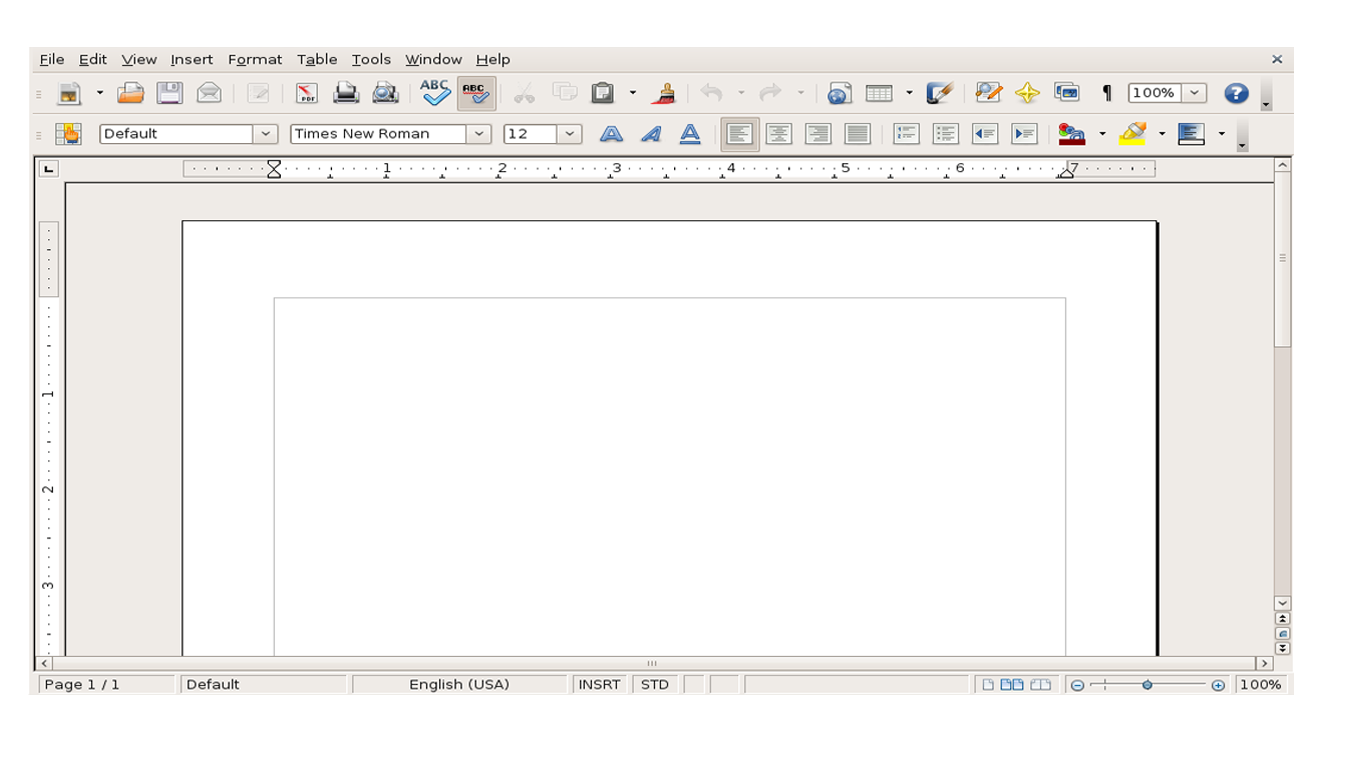 File Edit View Insert Format Table Tools Window Help
PDF ABC ABC 100%
Default Times New Roman 12
1 2 3 4 5 6 7
1
2
3
Page 1 / 1 Default English (USA) INSRT STD 100%